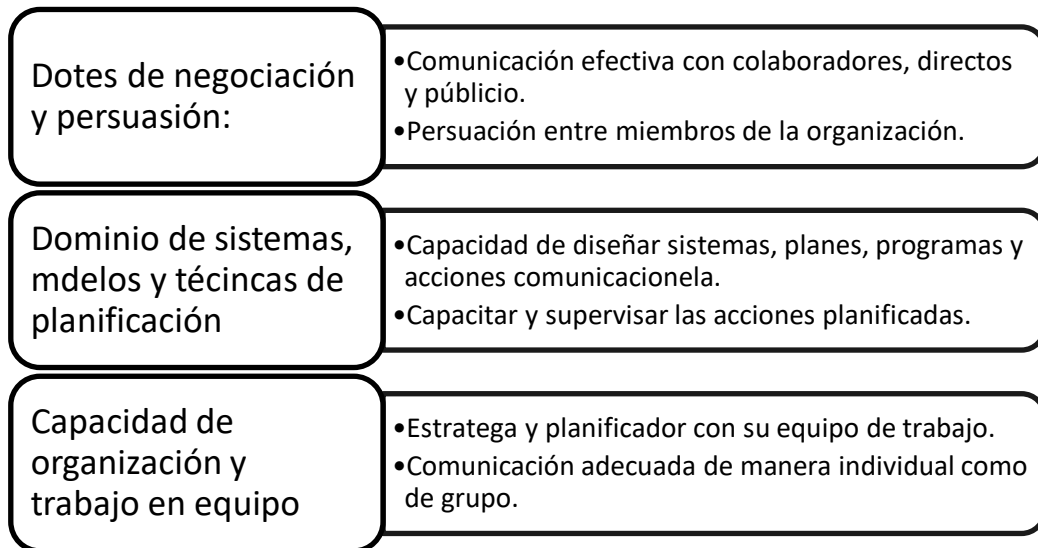 Dotes de negociación
y persuasión:
•Comunicación efectiva con colaboradores, directos
y públicio.
•Persuación entre miembros de la organización.
Dominio de sistemas,
mdelos y técincas de
planificación
•Capacidad de diseñar sistemas, planes, programas y
acciones comunicacionela.
•Capacitar y supervisar las acciones planificadas.
Capacidad de
organización y
trabajo en equipo
•Estratega y planificador con su equipo de trabajo.
•Comunicación adecuada de manera individual como
de grupo.